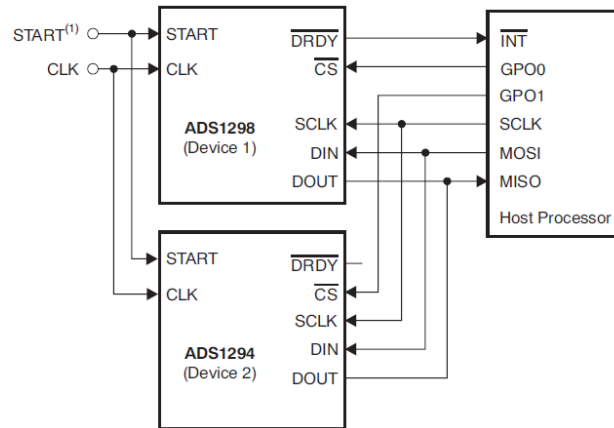 START(1)
CLK
START
CLK
ADS1298
(Device 1)
DRDY
CS
SCLK
DIN
DOUT
INT
GPO0
GPO1
SCLK
MOSI
MISO
Host Processor
START
CLK
ADS1294
(Device 2)
DRDY
CS
SCLK
DIN
DOUT